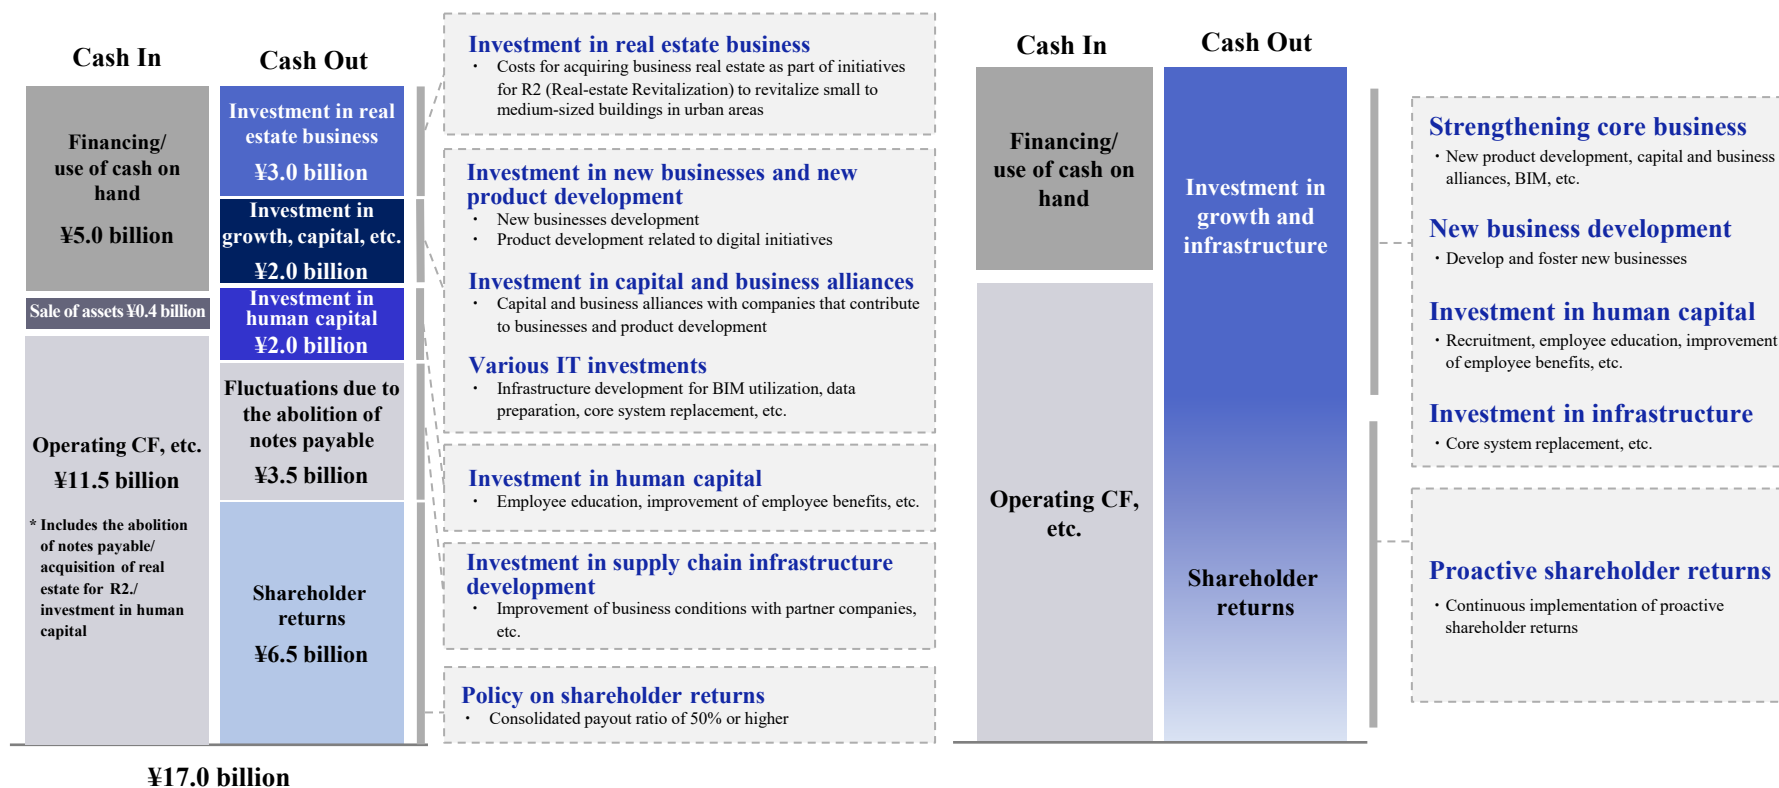 Cash In
Financing/
use of cash on
hand
¥5.0 billion
Sale of assets ¥0.4 billion
Operating CF, etc.
¥11.5 billion
* Includes the abolition
of notes payable/
acquisition of real
estate for R2./
investment in human
capital
Cash Out
Investment in real
estate business
¥3.0 billion
Investment in
growth, capital, etc.
¥2.0 billion
Investment in
human capital
¥2.0 billion
Fluctuations due to
the abolition of
notes payable
¥3.5 billion
Shareholder
returns
¥6.5 billion
¥17.0 billion
Investment in real estate business
・ Costs for acquiring business real estate as part of initiatives
for R2 (Real-estate Revitalization) to revitalize small to
medium-sized buildings in urban areas
Investment in new businesses and new
product development
・ New businesses development
・ Product development related to digital initiatives
Investment in capital and business alliances
・ Capital and business alliances with companies that contribute
to businesses and product development
Various IT investments
・ Infrastructure development for BIM utilization, data
preparation, core system replacement, etc.
Investment in human capital
・ Employee education, improvement of employee benefits, etc.
Investment in supply chain infrastructure
development
・ Improvement of business conditions with partner companies,
etc.
Policy on shareholder returns
・ Consolidated payout ratio of 50% or higher
Cash In
Financing/
use of cash on
hand
Operating CF,
etc.
Cash Out
Investment in
growth and
infrastructure
Shareholder
returns
Strengthening core business
・New product development, capital and business
alliances, BIM, etc.
New business development
・Develop and foster new businesses
Investment in human capital
・Recruitment, employee education, improvement
of employee benefits, etc.
Investment in infrastructure
・Core system replacement, etc.
Proactive shareholder returns
・Continuous implementation of proactive
shareholder returns